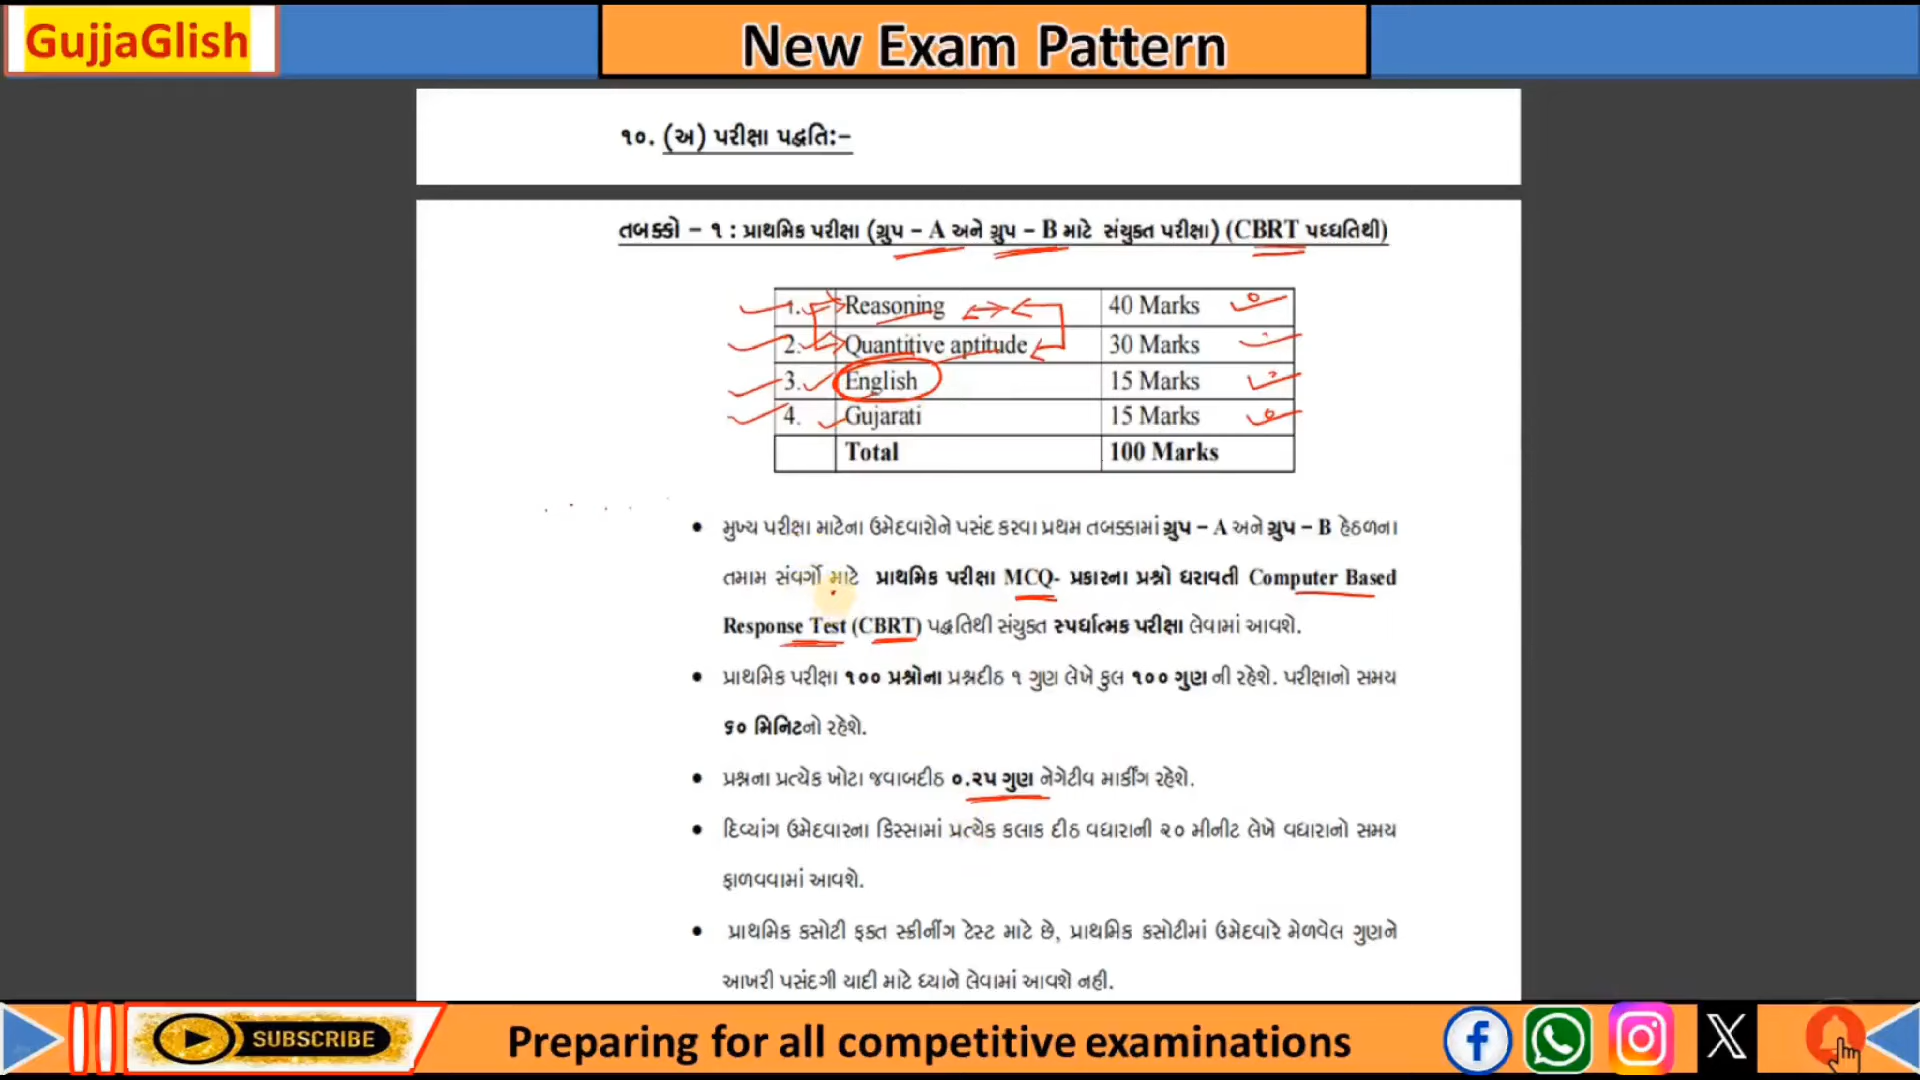 GujjaGlish
New Exam Pattern
૧૦. (અ) પરીક્ષા પદ્ધતિ:-
તબક્કો – ૧ : પ્રાથમિક પરીક્ષા (ગ્રુપ – A અને ગ્રુપ – B માટે સંયુક્ત પરીક્ષા) (CBRT પધ્ધતિથી)
1. Reasoning 40 Marks
2. Quantitive aptitude 30 Marks
3. English 15 Marks
4. Gujarati 15 Marks
Total 100 Marks
• મુખ્ય પરીક્ષા માટેના ઉમેદવારોને પસંદ કરવા પ્રથમ તબક્કામાં ગ્રુપ – A અને ગ્રુપ – B હેઠળના
તમામ સંવર્ગો માટે પ્રાથમિક પરીક્ષા MCQ- પ્રકારના પ્રશ્નો ધરાવતી Computer Based
Response Test (CBRT) પદ્ધતિથી સંયુક્ત સ્પર્ધાત્મક પરીક્ષા લેવામાં આવશે.
• પ્રાથમિક પરીક્ષા ૧૦૦ પ્રશ્નોના પ્રશ્નદીઠ ૧ ગુણ લેખે કુલ ૧૦૦ ગુણ ની રહેશે. પરીક્ષાનો સમય
૬૦ મિનિટનો રહેશે.
• પ્રશ્નના પ્રત્યેક ખોટા જવાબદીઠ ૦.૨૫ ગુણ નેગેટીવ માર્કીંગ રહેશે.
• દિવ્યાંગ ઉમેદવારના કિસ્સામાં પ્રત્યેક કલાક દીઠ વધારાની ૨૦ મીનીટ લેખે વધારાનો સમય
ફાળવવામાં આવશે.
• પ્રાથમિક કસોટી ફક્ત સ્ક્રીનીંગ ટેસ્ટ માટે છે, પ્રાથમિક કસોટીમાં ઉમેદવારે મેળવેલ ગુણને
આખરી પસંદગી યાદી માટે ધ્યાને લેવામાં આવશે નહી.
SUBSCRIBE
Preparing for all competitive examinations